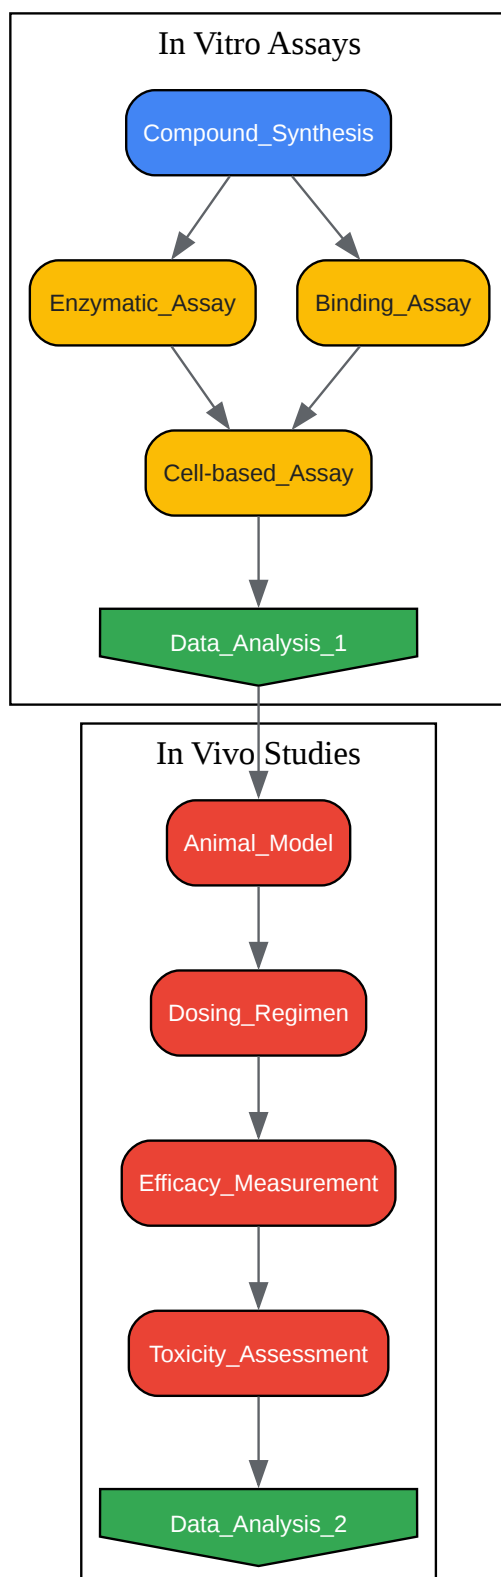 In Vitro Assays
Compound_Synthesis
Enzymatic_Assay
Binding_Assay
Cell-based_Assay
Data_Analysis_1
In Vivo Studies
Animal_Model
Dosing_Regimen
Efficacy_Measurement
Toxicity_Assessment
Data_Analysis_2